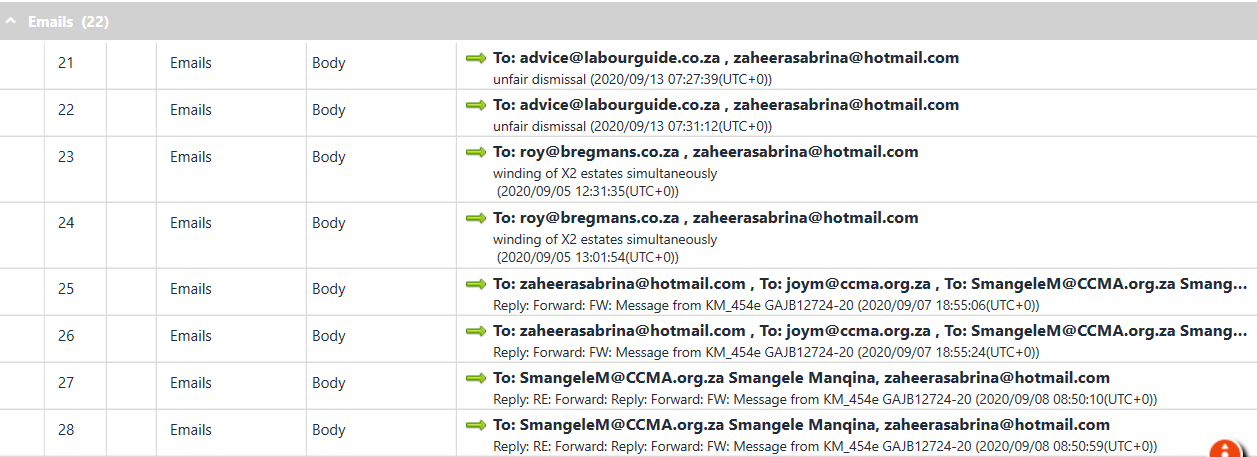 Emails (22)
21 Emails Body To: advice@labourguide.co.za , zaheerasabrina@hotmail.com
unfair dismissal (2020/09/13 07:27:39(UTC+0))
22 Emails Body To: advice@labourguide.co.za , zaheerasabrina@hotmail.com
unfair dismissal (2020/09/13 07:31:12(UTC+0))
23 Emails Body To: roy@bregmans.co.za , zaheerasabrina@hotmail.com
winding of X2 estates simultaneously
(2020/09/05 12:31:35(UTC+0))
24 Emails Body To: roy@bregmans.co.za , zaheerasabrina@hotmail.com
winding of X2 estates simultaneously
(2020/09/05 13:01:54(UTC+0))
25 Emails Body To: zaheerasabrina@hotmail.com , To: joym@ccma.org.za , To: SmangeleM@CCMA.org.za Smang...
Reply: Forward: FW: Message from KM_454e GAJB12724-20 (2020/09/07 18:55:06(UTC+0))
26 Emails Body To: zaheerasabrina@hotmail.com , To: joym@ccma.org.za , To: SmangeleM@CCMA.org.za Smang...
Reply: Forward: FW: Message from KM_454e GAJB12724-20 (2020/09/07 18:55:24(UTC+0))
27 Emails Body To: SmangeleM@CCMA.org.za Smangele Manqina, zaheerasabrina@hotmail.com
Reply: RE: Forward: Reply: Forward: FW: Message from KM_454e GAJB12724-20 (2020/09/08 08:50:10(UTC+0))
28 Emails Body To: SmangeleM@CCMA.org.za Smangele Manqina, zaheerasabrina@hotmail.com
Reply: RE: Forward: Reply: Forward: FW: Message from KM_454e GAJB12724-20 (2020/09/08 08:50:59(UTC+0))